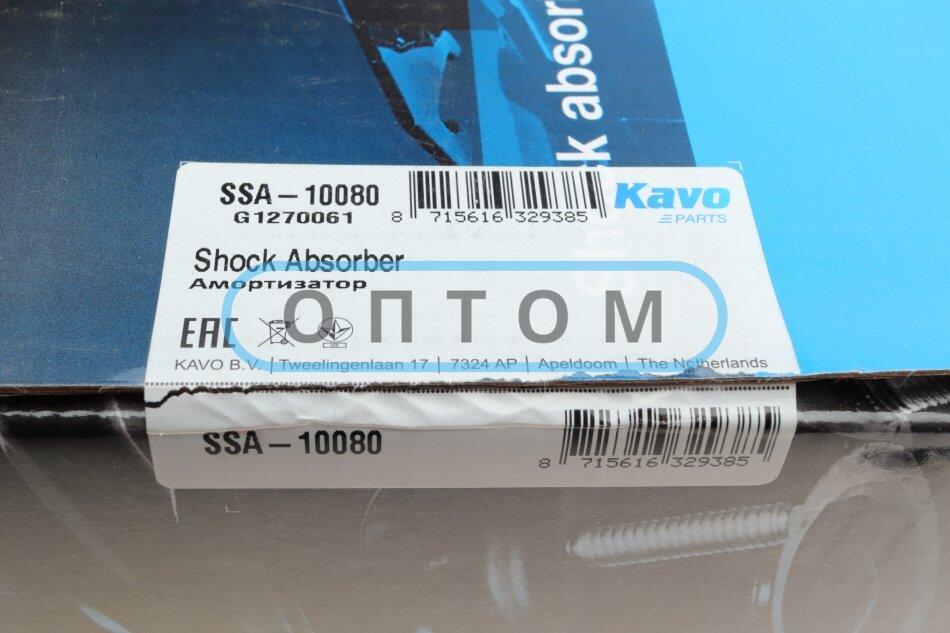 Shock absor
SSA-10080
G1270061
8 715616 329385
Kavo
PARTS
Shock Absorber
Амортизатор
ОПТОМ
EAC
KAVO B.V. | Tweelingenlaan 17 | 7324 AP | Apeldoorn | The Netherlands
SSA-10080
8 715616 329385